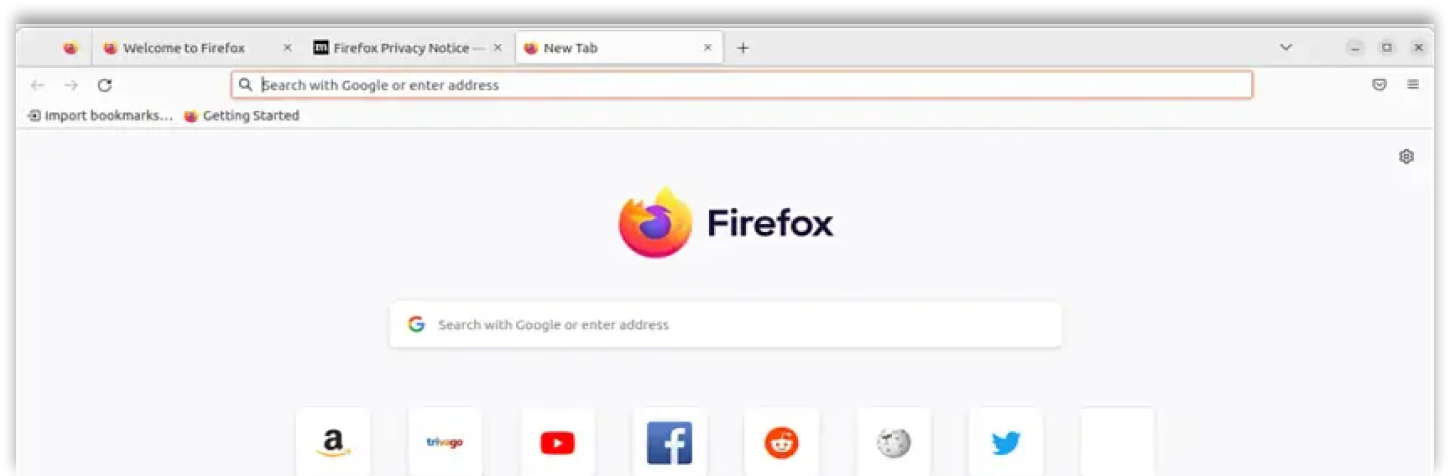 Welcome to Firefox
Firefox Privacy Notice —
New Tab
Search with Google or enter address
Import bookmarks... Getting Started
Firefox
Search with Google or enter address
a trivago